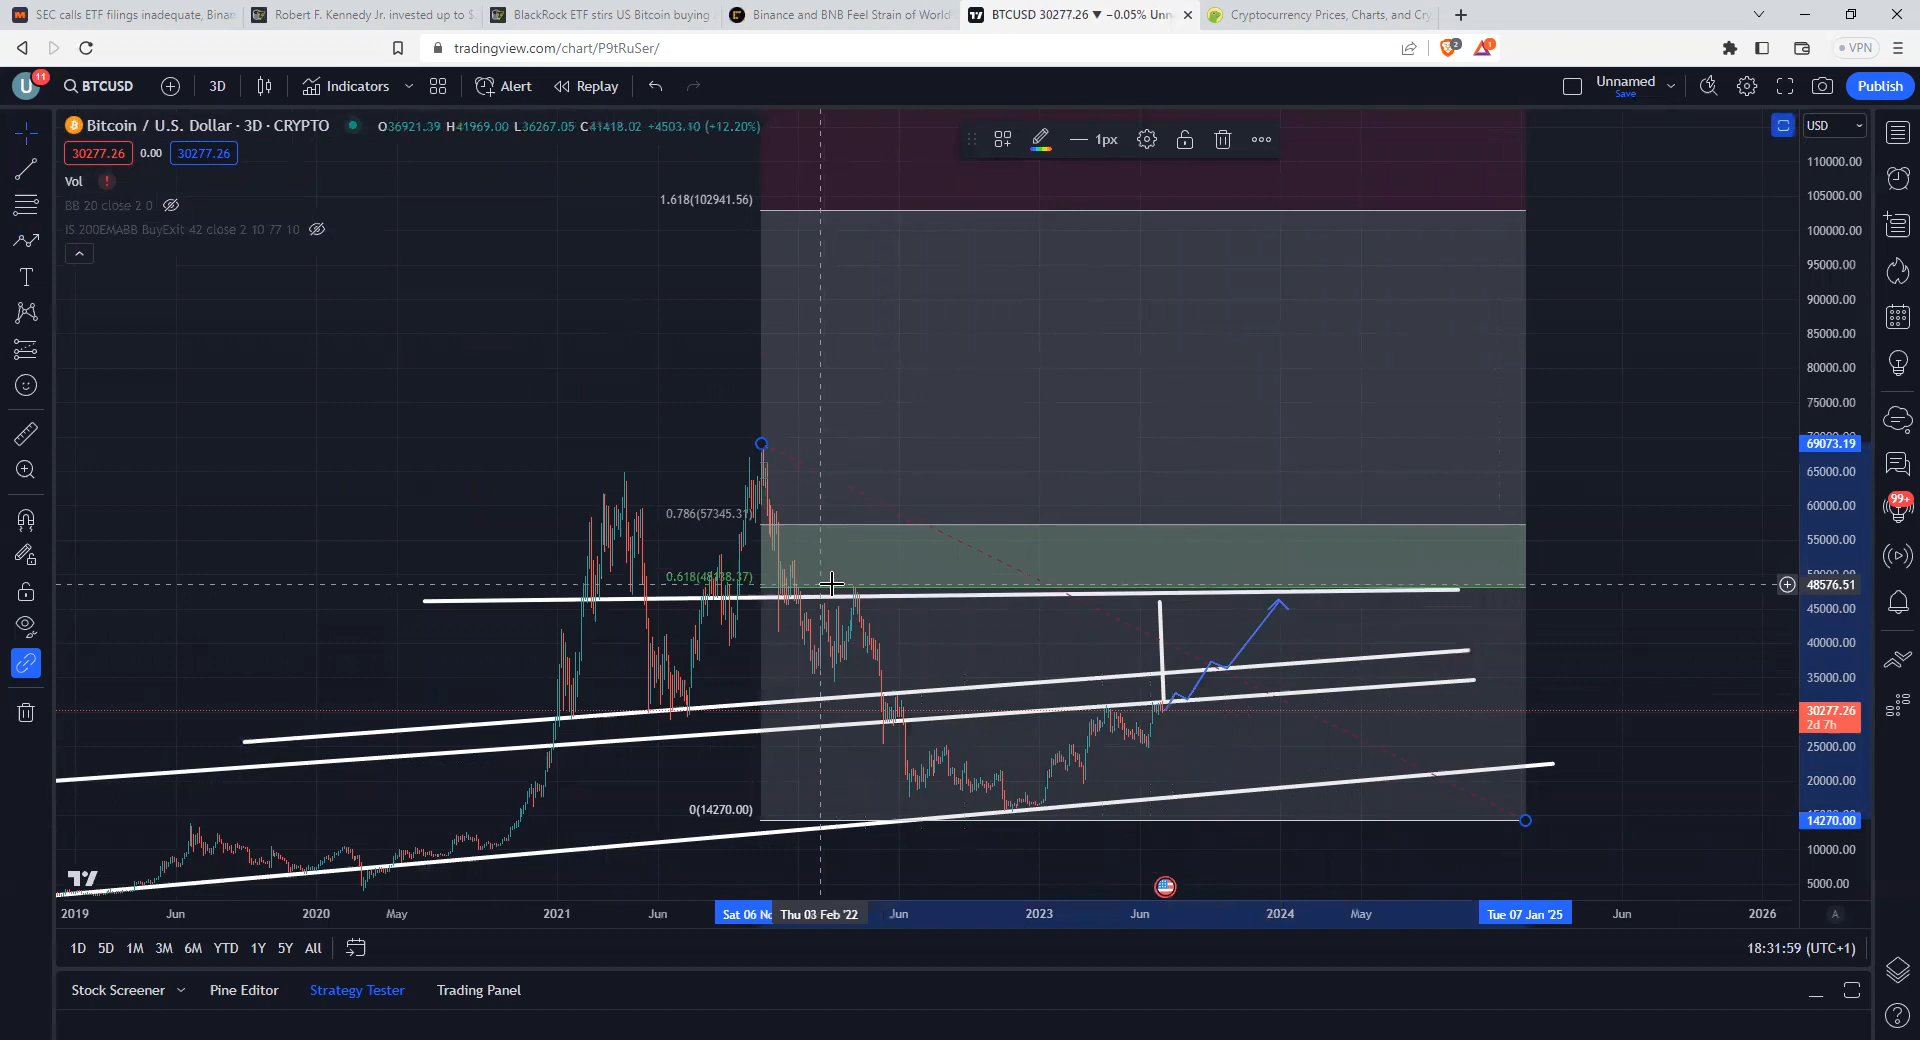 SEC calls ETF filings inadequate, Binan
Robert F. Kennedy Jr. invested up to $
BlackRock ETF stirs US Bitcoin buying
Binance and BNB Feel Strain of World
BTCUSD 30277.26 ▼ −0.05% Unn
Cryptocurrency Prices, Charts, and Cry
tradingview.com/chart/P9tRuSer/
2
1
VPN
U
11
BTCUSD
3D
Indicators
Alert
Replay
Unnamed
Save
Publish
Bitcoin / U.S. Dollar · 3D · CRYPTO
O36921.39 H41969.00 L36267.05 C41418.02 +4503.10 (+12.20%)
30277.26
0.00
30277.26
1px
USD
Vol
BB 20 close 2 0
IS 200EMABB BuyExit 42 close 2 10 77 10
1.618(102941.56)
0.786(57345.31)
0.618(48188.37)
0(14270.00)
110000.00
105000.00
100000.00
95000.00
90000.00
85000.00
80000.00
75000.00
69073.19
65000.00
60000.00
55000.00
48576.51
45000.00
40000.00
35000.00
30277.26
2d 7h
25000.00
20000.00
14270.00
10000.00
5000.00
99+
2019
Jun
2020
May
2021
Jun
Sat 06 No
Thu 03 Feb '22
Jun
2023
Jun
2024
May
Tue 07 Jan '25
Jun
2026
A
1D
5D
1M
3M
6M
YTD
1Y
5Y
All
18:31:59 (UTC+1)
Stock Screener
Pine Editor
Strategy Tester
Trading Panel